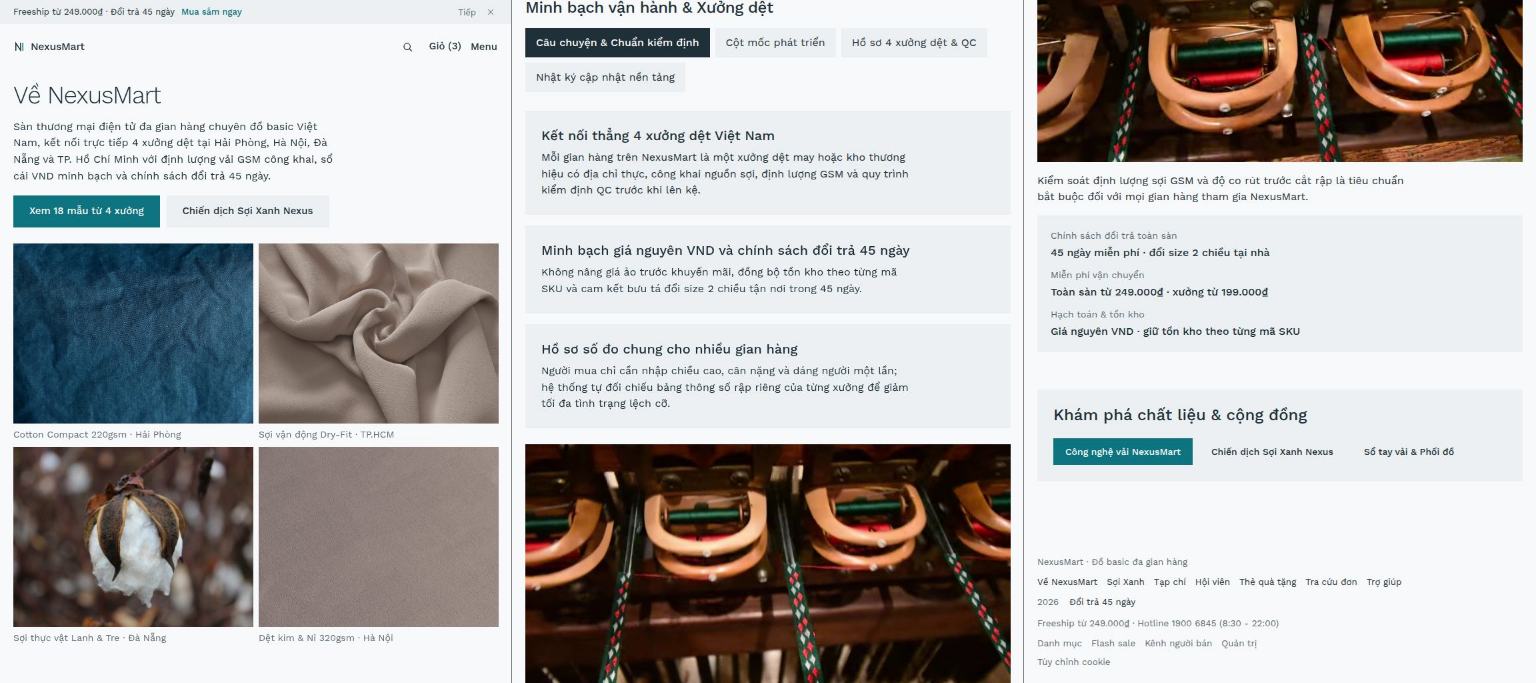 Freeship từ 249.000₫ · Đổi trả 45 ngày Mua sắm ngay
Tiếp ×
NexusMart
Giỏ (3) Menu
Về NexusMart
Sàn thương mại điện tử đa gian hàng chuyên đồ basic Việt
Nam, kết nối trực tiếp 4 xưởng dệt tại Hải Phòng, Hà Nội, Đà
Nẵng và TP. Hồ Chí Minh với định lượng vải GSM công khai, sổ
cái VND minh bạch và chính sách đổi trả 45 ngày.
Xem 18 mẫu từ 4 xưởng
Chiến dịch Sợi Xanh Nexus
Cotton Compact 220gsm · Hải Phòng
Sợi vận động Dry-Fit · TP.HCM
Sợi thực vật Lanh & Tre · Đà Nẵng
Dệt kim & Nỉ 320gsm · Hà Nội
Minh bạch vận hành & Xưởng dệt
Câu chuyện & Chuẩn kiểm định
Cột mốc phát triển
Hồ sơ 4 xưởng dệt & QC
Nhật ký cập nhật nền tảng
Kết nối thẳng 4 xưởng dệt Việt Nam
Mỗi gian hàng trên NexusMart là một xưởng dệt may hoặc kho thương
hiệu có địa chỉ thực, công khai nguồn sợi, định lượng GSM và quy trình
kiểm định QC trước khi lên kệ.
Minh bạch giá nguyên VND và chính sách đổi trả 45 ngày
Không nâng giá ảo trước khuyến mãi, đồng bộ tồn kho theo từng mã
SKU và cam kết bưu tá đổi size 2 chiều tận nơi trong 45 ngày.
Hồ sơ số đo chung cho nhiều gian hàng
Người mua chỉ cần nhập chiều cao, cân nặng và dáng người một lần;
hệ thống tự đối chiếu bảng thông số rập riêng của từng xưởng để giảm
tối đa tình trạng lệch cỡ.
Kiểm soát định lượng sợi GSM và độ co rút trước cắt rập là tiêu chuẩn
bắt buộc đối với mọi gian hàng tham gia NexusMart.
Chính sách đổi trả toàn sàn
45 ngày miễn phí · đổi size 2 chiều tại nhà
Miễn phí vận chuyển
Toàn sàn từ 249.000₫ · xưởng từ 199.000₫
Hạch toán & tồn kho
Giá nguyên VND · giữ tồn kho theo từng mã SKU
Khám phá chất liệu & cộng đồng
Công nghệ vải NexusMart
Chiến dịch Sợi Xanh Nexus
Sổ tay vải & Phối đồ
NexusMart · Đồ basic đa gian hàng
Về NexusMart Sợi Xanh Tạp chí Hội viên Thẻ quà tặng Tra cứu đơn Trợ giúp
2026 Đổi trả 45 ngày
Freeship từ 249.000₫ · Hotline 1900 6845 (8:30 - 22:00)
Danh mục Flash sale Kênh người bán Quản trị
Tùy chỉnh cookie